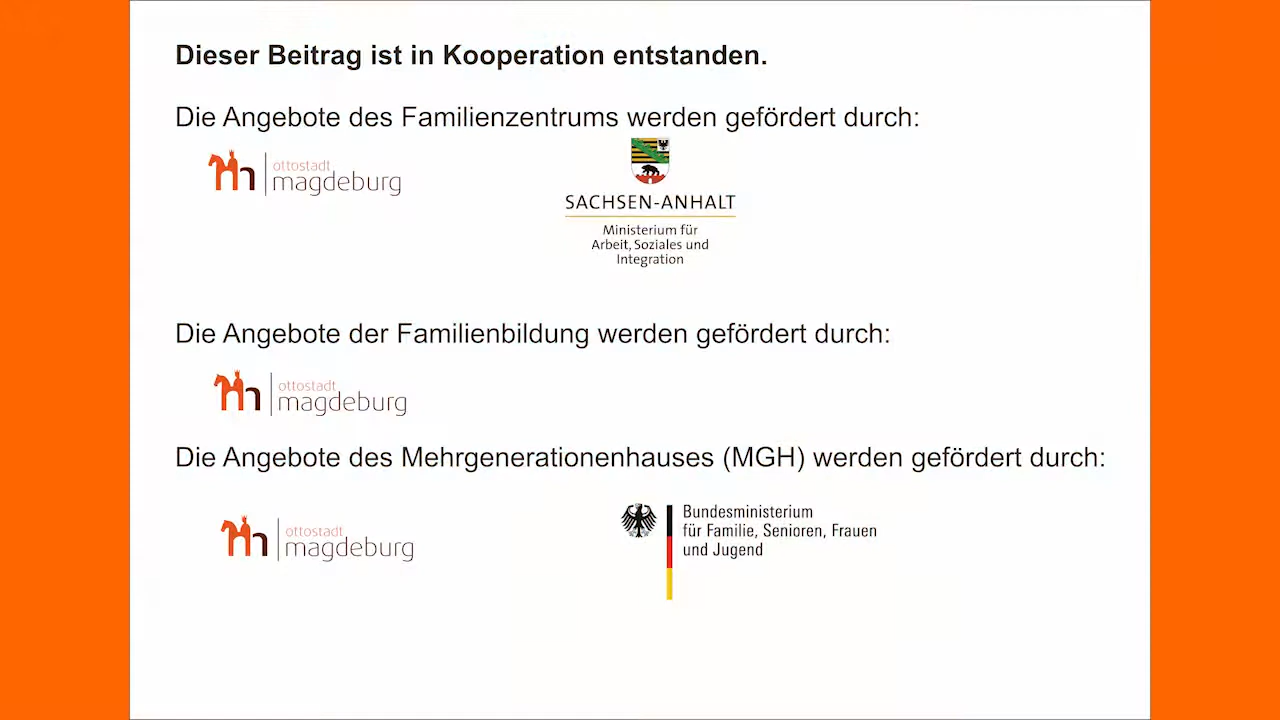 Dieser Beitrag ist in Kooperation entstanden.
Die Angebote des Familienzentrums werden gefördert durch:
ottostadt
magdeburg
SACHSEN-ANHALT
Ministerium für
Arbeit, Soziales und
Integration
Die Angebote der Familienbildung werden gefördert durch:
ottostadt
magdeburg
Die Angebote des Mehrgenerationenhauses (MGH) werden gefördert durch:
ottostadt
magdeburg
Bundesministerium
für Familie, Senioren, Frauen
und Jugend